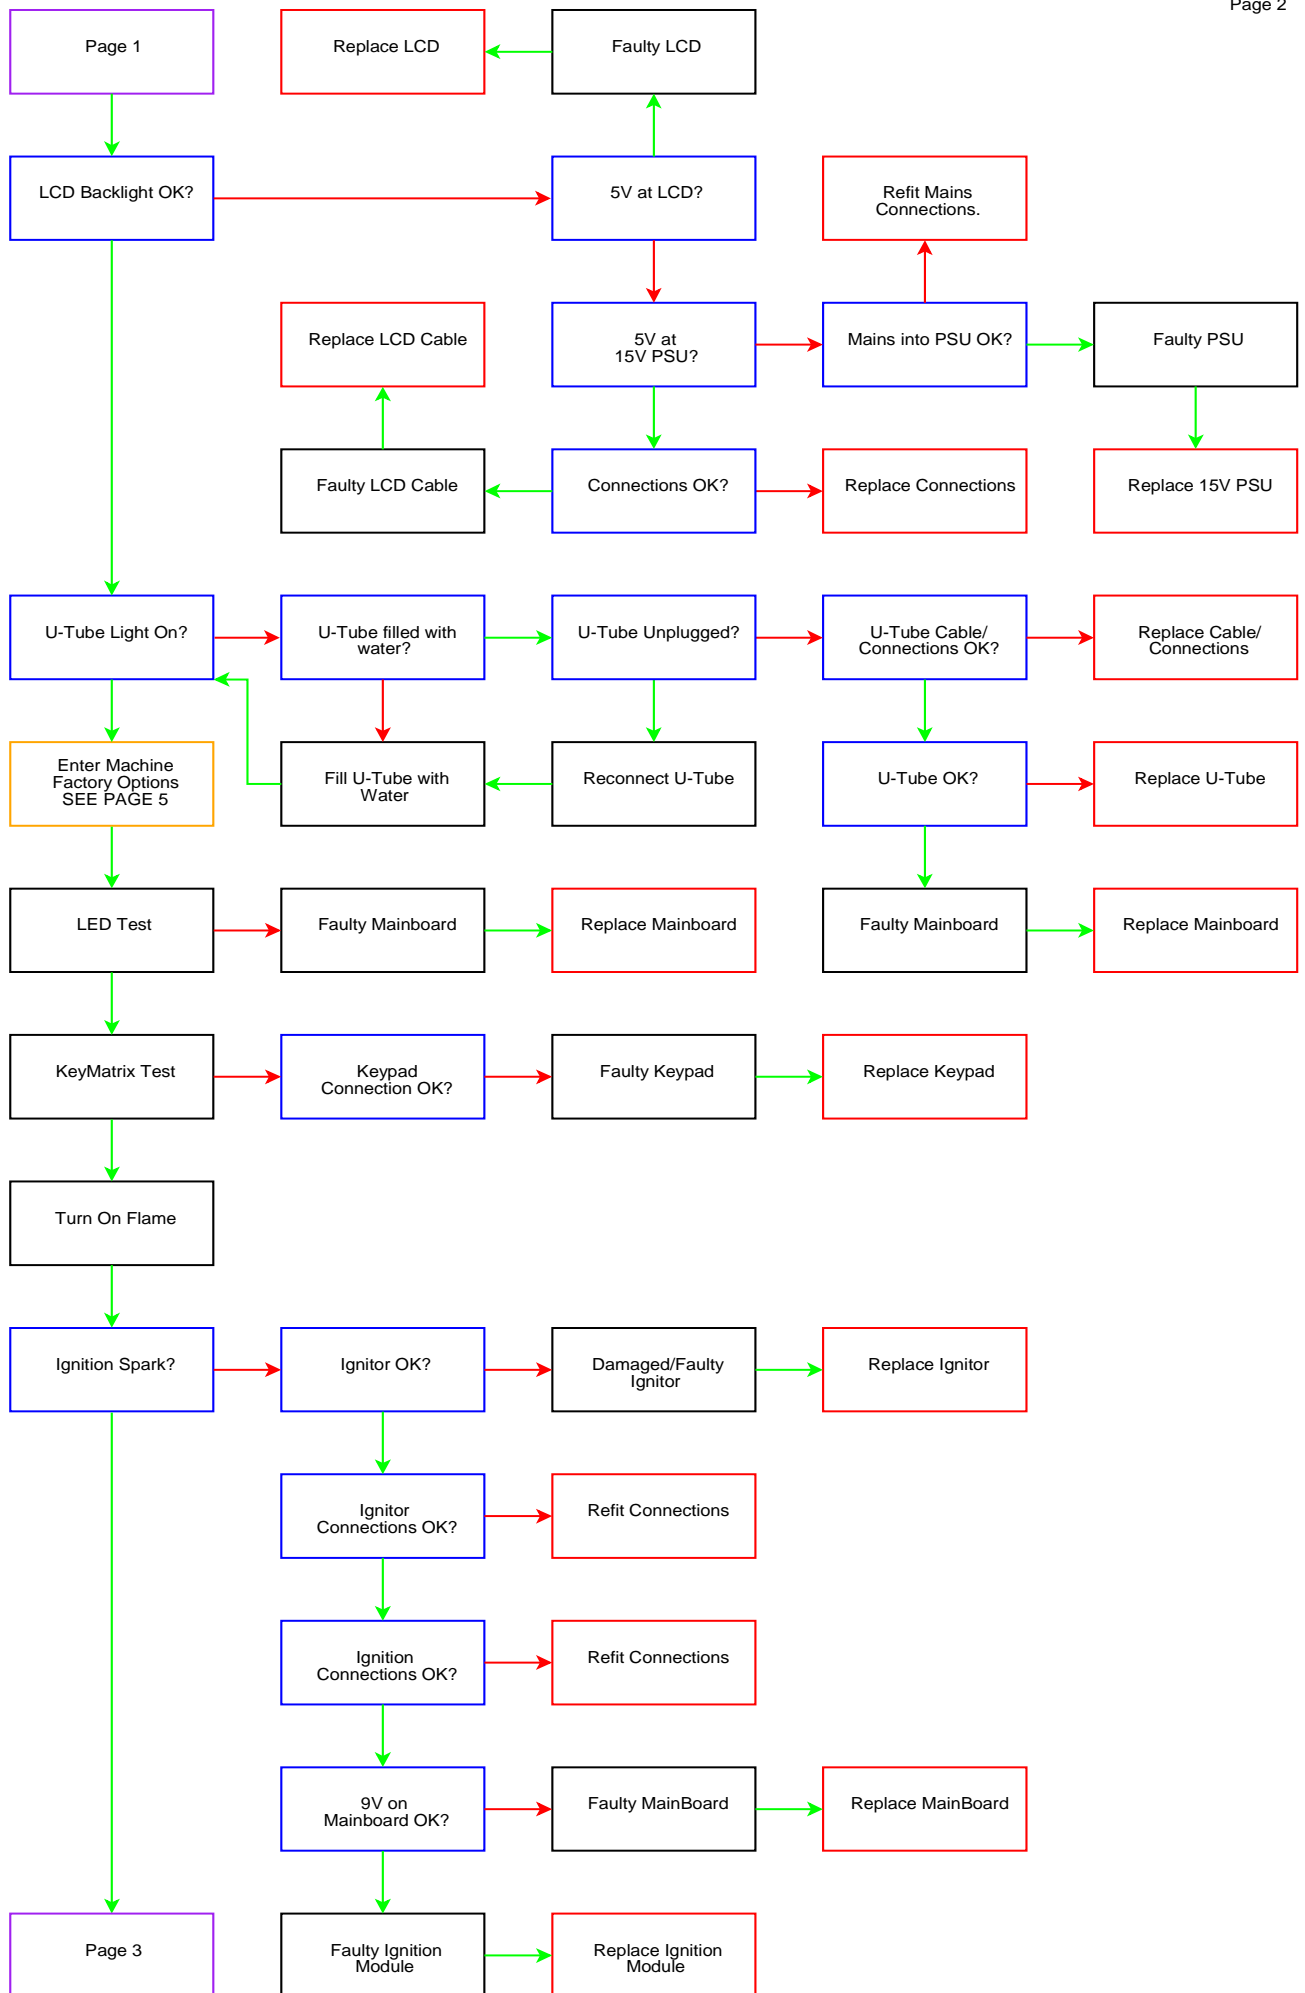 Page 2
Page 1
Replace LCD
Faulty LCD
LCD Backlight OK?
5V at LCD?
Refit Mains
Connections.
Replace LCD Cable
5V at
15V PSU?
Mains into PSU OK?
Faulty PSU
Faulty LCD Cable
Connections OK?
Replace Connections
Replace 15V PSU
U-Tube Light On?
U-Tube filled with
water?
U-Tube Unplugged?
U-Tube Cable/
Connections OK?
Replace Cable/
Connections
Enter Machine
Factory Options
SEE PAGE 5
Fill U-Tube with
Water
Reconnect U-Tube
U-Tube OK?
Replace U-Tube
LED Test
Faulty Mainboard
Replace Mainboard
Faulty Mainboard
Replace Mainboard
KeyMatrix Test
Keypad
Connection OK?
Faulty Keypad
Replace Keypad
Turn On Flame
Ignition Spark?
Ignitor OK?
Damaged/Faulty
Ignitor
Replace Ignitor
Ignitor
Connections OK?
Refit Connections
Ignition
Connections OK?
Refit Connections
9V on
Mainboard OK?
Faulty MainBoard
Replace MainBoard
Page 3
Faulty Ignition
Module
Replace Ignition
Module